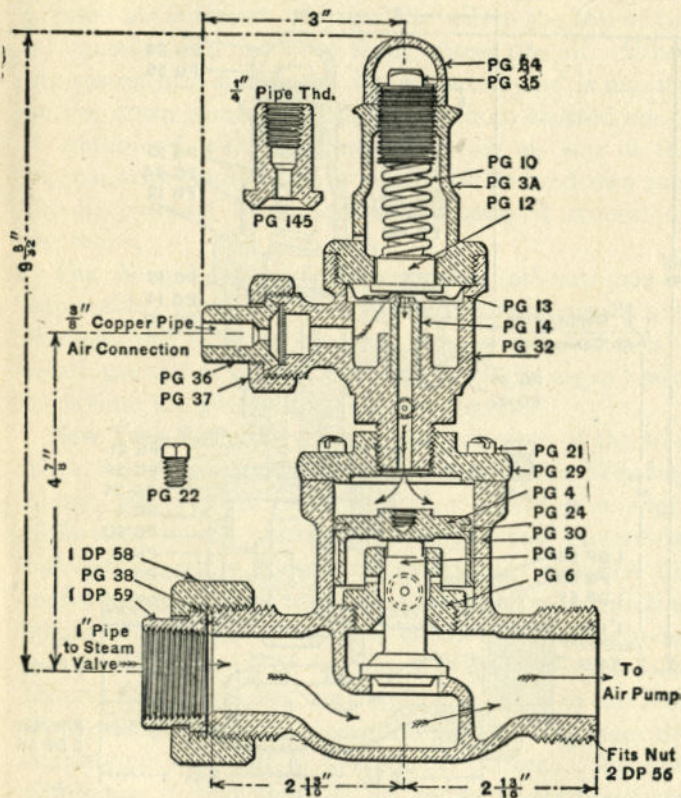 3"
PG 84
PG 35
1/4" Pipe Thd.
PG 10
PG 3A
PG 12
PG 145
PG 13
PG 14
PG 32
3/8" Copper Pipe
Air Connection
PG 36
PG 37
PG 22
PG 21
PG 29
PG 4
PG 24
PG 30
PG 5
PG 6
1 DP 58
PG 38
1 DP 59
1" Pipe
to Steam
Valve
To
Air Pump
Fits Nut
2 DP 56
4 7/8"
2 13/16"
2 13/16"